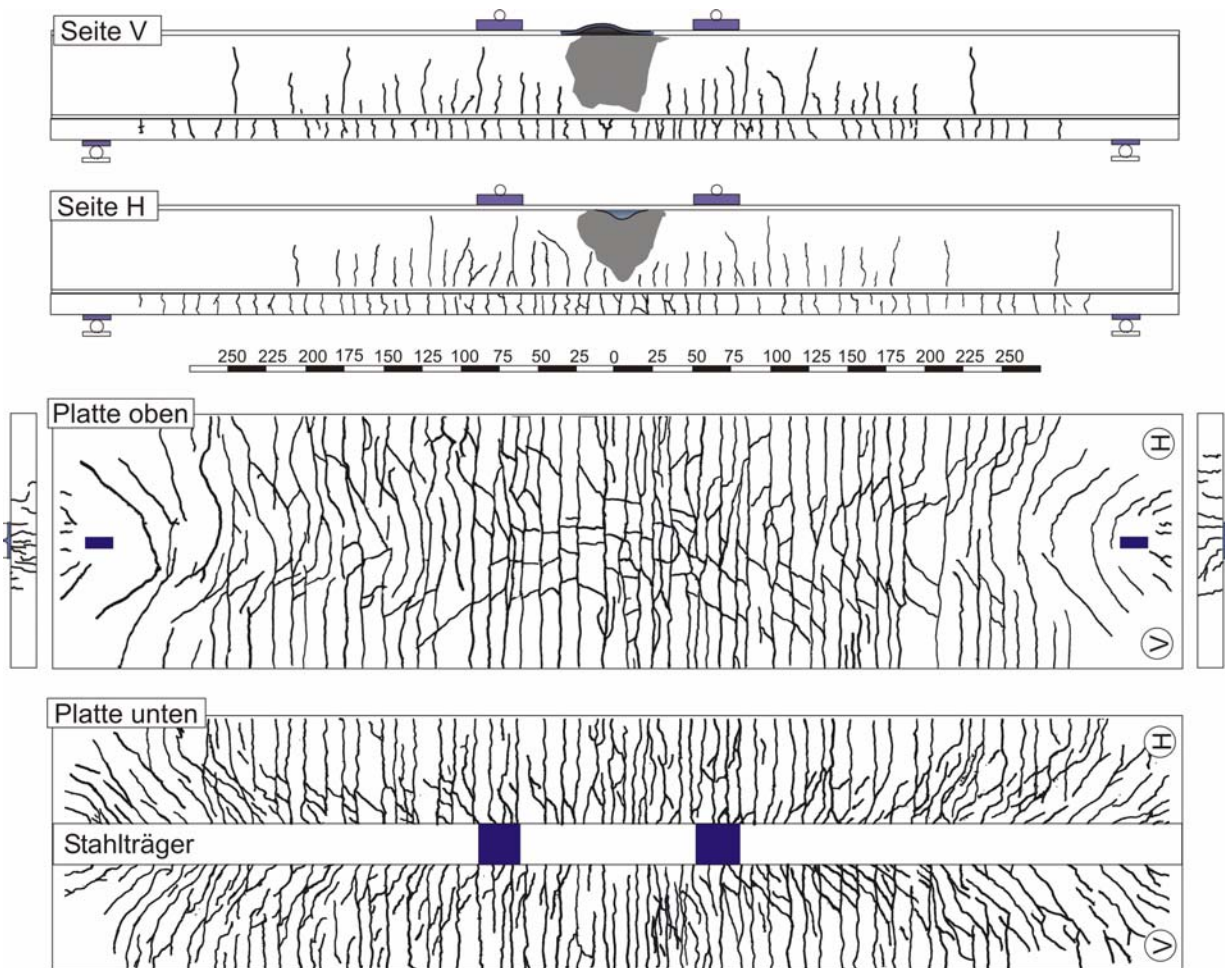 Seite V
Seite H
250 225 200 175 150 125 100 75 50 25 0 25 50 75 100 125 150 175 200 225 250
Platte oben
H
V
Platte unten
H
Stahlträger
V